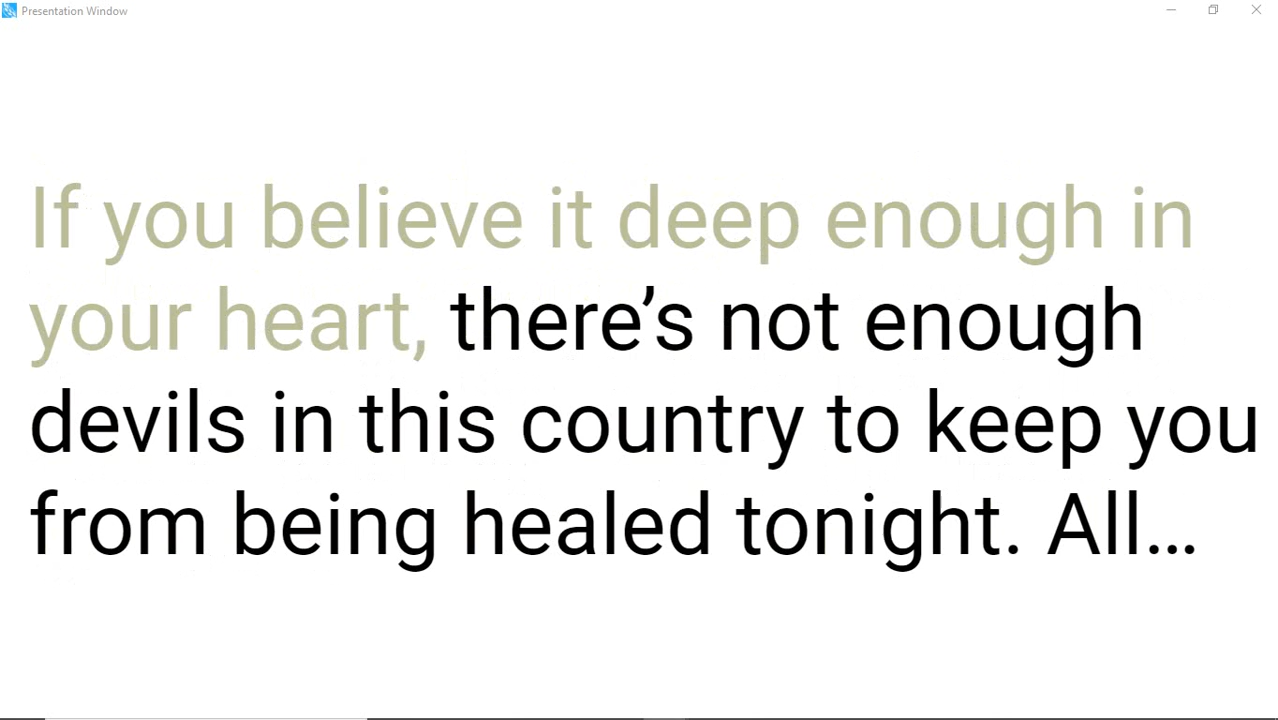 Presentation Window
If you believe it deep enough in
your heart, there’s not enough
devils in this country to keep you
from being healed tonight. All…